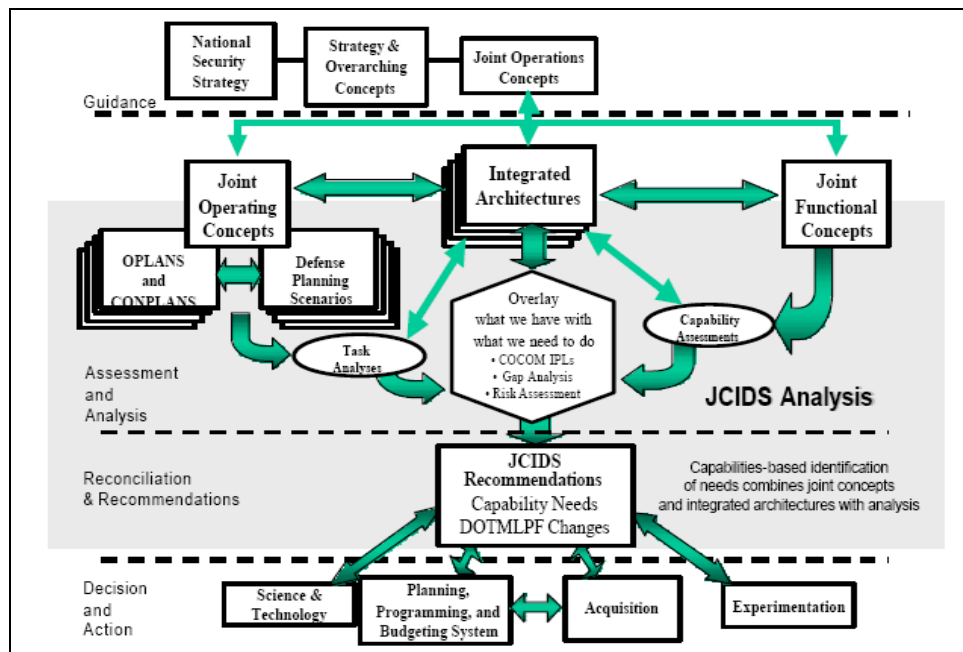 National
Security
Strategy
Strategy &
Overarching
Concepts
Joint Operations
Concepts
Guidance
Joint
Operating
Concepts
Integrated
Architectures
Joint
Functional
Concepts
OPLANS
and
CONPLANS
Defense
Planning
Scenarios
Overlay
what we have with
what we need to do
• COCOM IPLs
• Gap Analysis
• Risk Assessment
Capability
Assessments
Task
Analyses
Assessment
and
Analysis
JCIDS Analysis
Reconciliation
& Recommendations
JCIDS
Recommendations
Capability Needs
DOTMLPF Changes
Capabilities-based identification
of needs combines joint concepts
and integrated architectures with analysis
Decision
and
Action
Science &
Technology
Planning,
Programming, and
Budgeting System
Acquisition
Experimentation